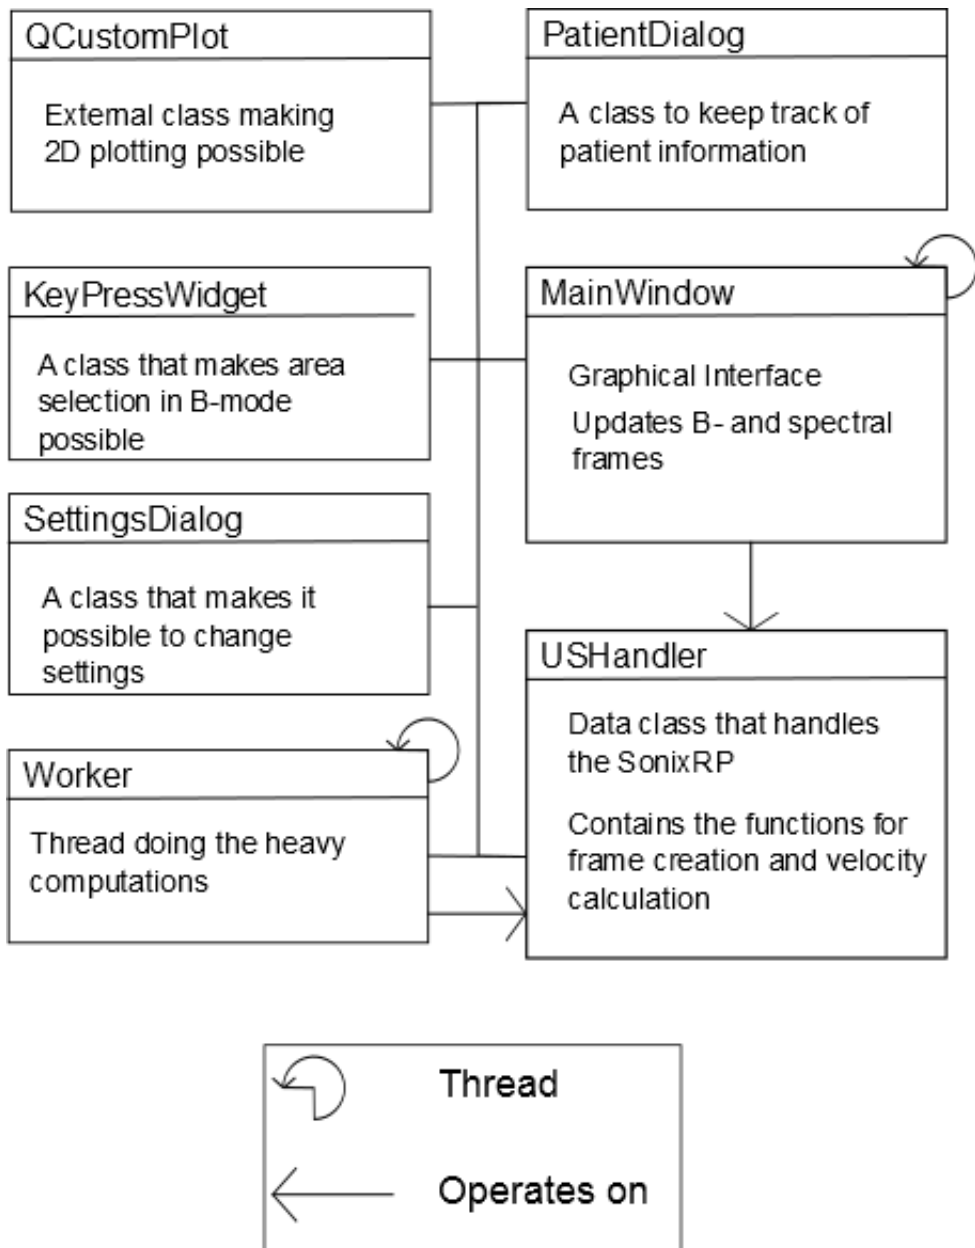 QCustomPlot
External class making
2D plotting possible
PatientDialog
A class to keep track of
patient information
KeyPressWidget
A class that makes area
selection in B-mode
possible
MainWindow
Graphical Interface
Updates B- and spectral
frames
SettingsDialog
A class that makes it
possible to change
settings
USHandler
Data class that handles
the SonixRP
Contains the functions for
frame creation and velocity
calculation
Worker
Thread doing the heavy
computations
Thread
Operates on